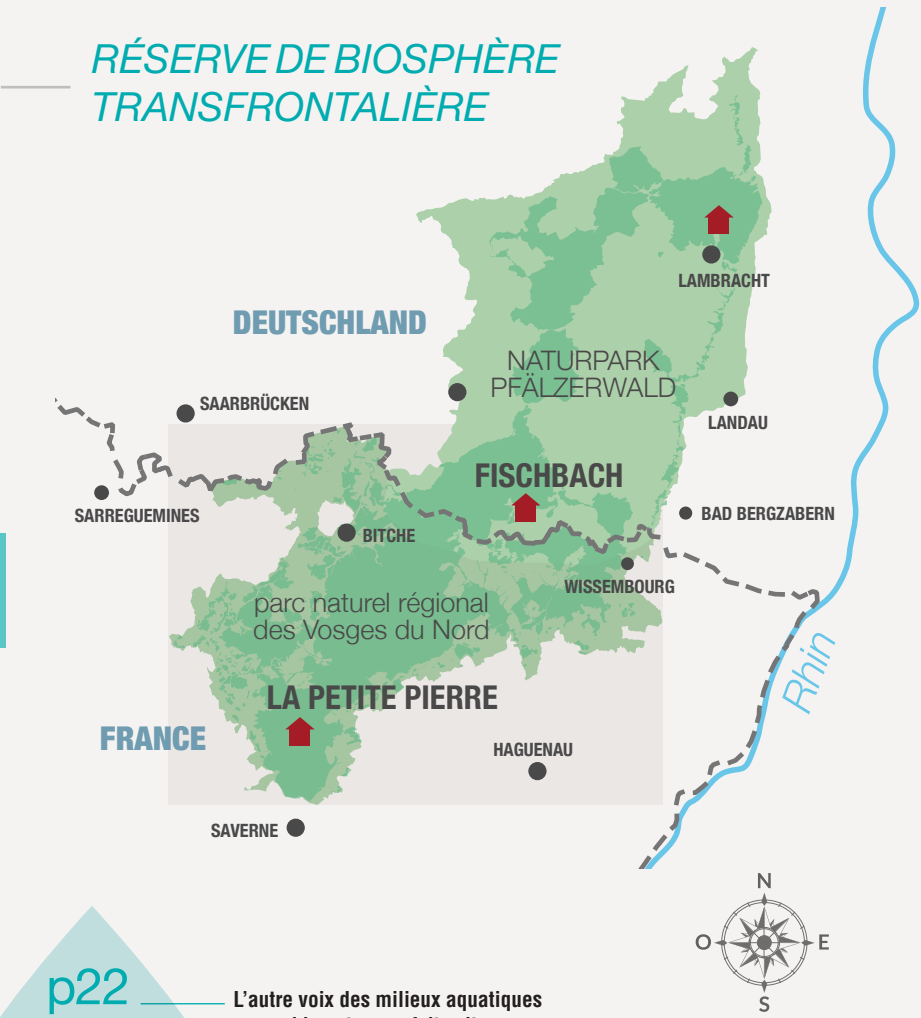 RÉSERVE DE BIOSPHÈRE
TRANSFRONTALIÈRE
LAMBRACHT
DEUTSCHLAND
NATURPARK
PFÄLZERWALD
SAARBRÜCKEN
LANDAU
FISCHBACH
SARREGUEMINES
BAD BERGZABERN
BITCHE
WISSEMBOURG
parc naturel régional
des Vosges du Nord
Rhin
LA PETITE PIERRE
FRANCE
HAGUENAU
SAVERNE
N
O
E
S
p22
L'autre voix des milieux aquatiques